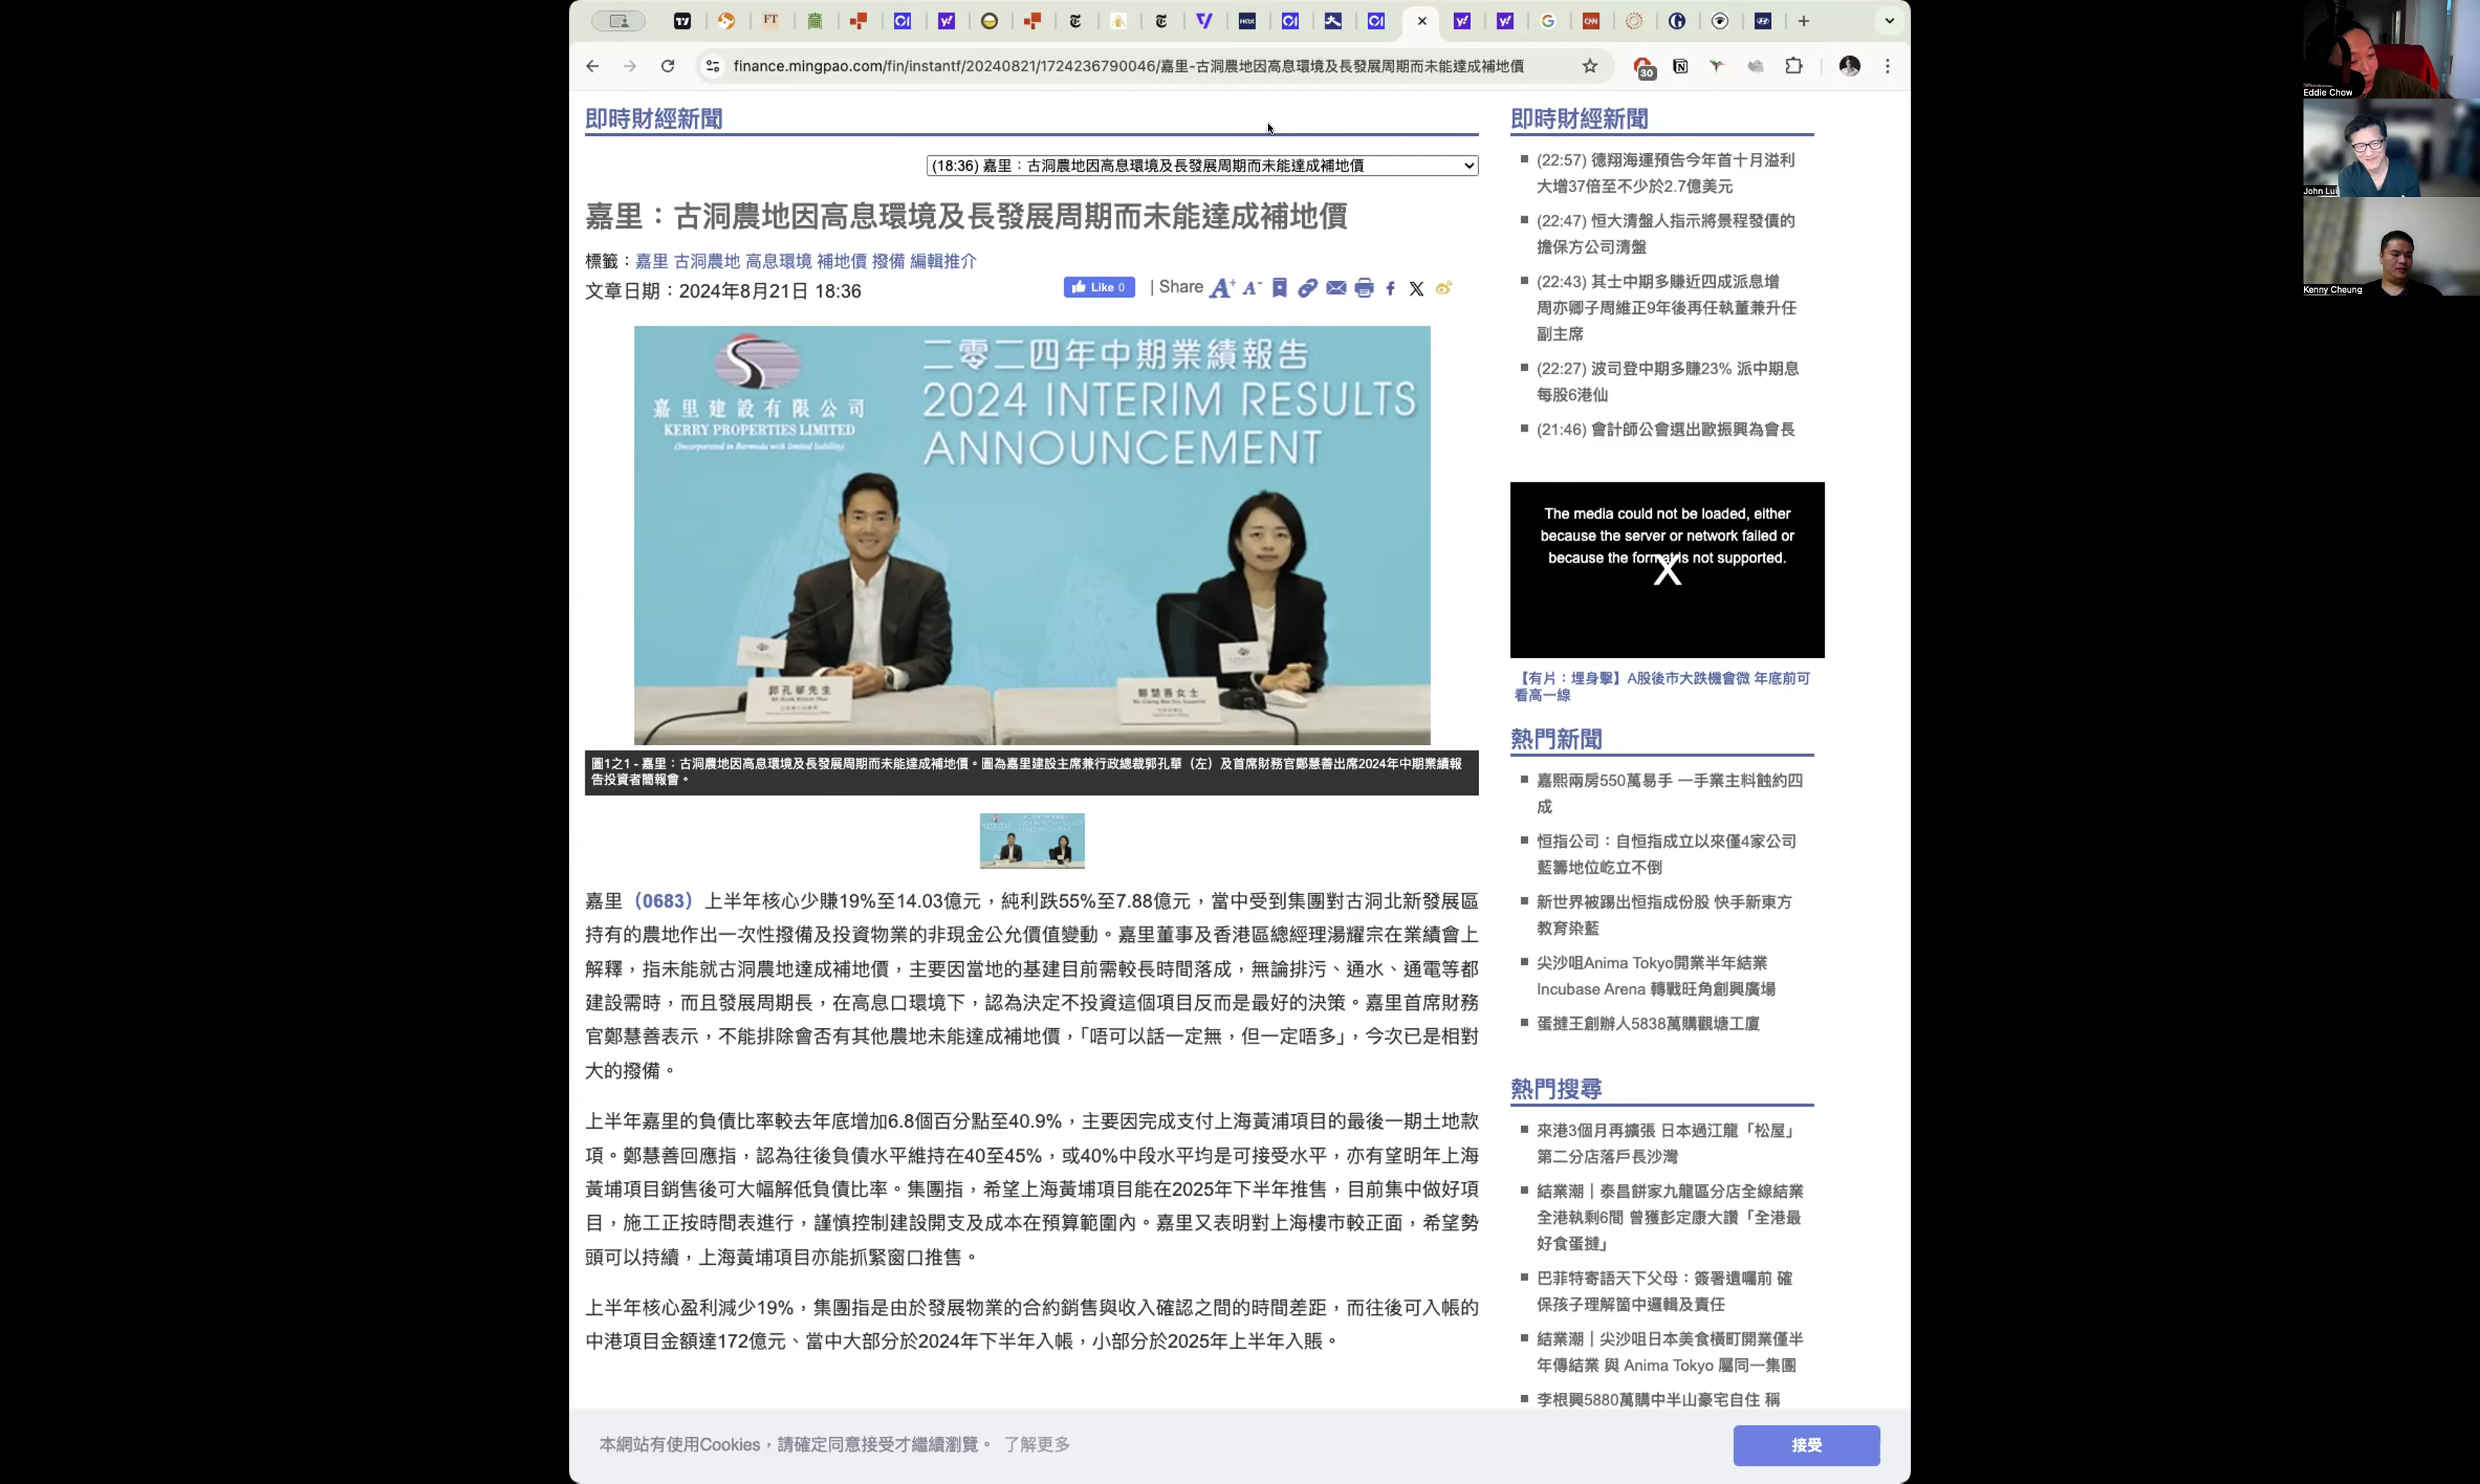 finance.mingpao.com/fin/instantf/20240821/1724236790046/嘉里-古洞農地因高息環境及長發展周期而未能達成補地價
30
即時財經新聞
(18:36) 嘉里：古洞農地因高息環境及長發展周期而未能達成補地價
嘉里：古洞農地因高息環境及長發展周期而未能達成補地價
標籤：嘉里 古洞農地 高息環境 補地價 撥備 編輯推介
文章日期：2024年8月21日 18:36
Like 0
| Share
嘉里建設有限公司
KERRY PROPERTIES LIMITED
(Incorporated in Bermuda with limited liability)
二零二四年中期業績報告
2024 INTERIM RESULTS
ANNOUNCEMENT
郭孔華先生
鄭慧善女士
圖1之1 - 嘉里：古洞農地因高息環境及長發展周期而未能達成補地價。圖為嘉里建設主席兼行政總裁郭孔華（左）及首席財務官鄭慧善出席2024年中期業績報
告投資者簡報會。
嘉里（0683）上半年核心少賺19%至14.03億元，純利跌55%至7.88億元，當中受到集團對古洞北新發展區
持有的農地作出一次性撥備及投資物業的非現金公允價值變動。嘉里董事及香港區總經理湯耀宗在業績會上
解釋，指未能就古洞農地達成補地價，主要因當地的基建目前需較長時間落成，無論排污、通水、通電等都
建設需時，而且發展周期長，在高息口環境下，認為決定不投資這個項目反而是最好的決策。嘉里首席財務
官鄭慧善表示，不能排除會否有其他農地未能達成補地價，「唔可以話一定無，但一定唔多」，今次已是相對
大的撥備。
上半年嘉里的負債比率較去年底增加6.8個百分點至40.9%，主要因完成支付上海黃浦項目的最後一期土地款
項。鄭慧善回應指，認為往後負債水平維持在40至45%，或40%中段水平均是可接受水平，亦有望明年上海
黃埔項目銷售後可大幅解低負債比率。集團指，希望上海黃埔項目能在2025年下半年推售，目前集中做好項
目，施工正按時間表進行，謹慎控制建設開支及成本在預算範圍內。嘉里又表明對上海樓市較正面，希望勢
頭可以持續，上海黃埔項目亦能抓緊窗口推售。
上半年核心盈利減少19%，集團指是由於發展物業的合約銷售與收入確認之間的時間差距，而往後可入帳的
中港項目金額達172億元、當中大部分於2024年下半年入帳，小部分於2025年上半年入賬。
即時財經新聞
(22:57) 德翔海運預告今年首十月溢利
大增37倍至不少於2.7億美元
(22:47) 恒大清盤人指示將景程發債的
擔保方公司清盤
(22:43) 其士中期多賺近四成派息增
周亦卿子周維正9年後再任執董兼升任
副主席
(22:27) 波司登中期多賺23% 派中期息
每股6港仙
(21:46) 會計師公會選出歐振興為會長
The media could not be loaded, either
because the server or network failed or
because the format is not supported.
【有片：埋身擊】A股後市大跌機會微 年底前可
看高一線
熱門新聞
嘉熙兩房550萬易手 一手業主料蝕約四
成
恒指公司：自恒指成立以來僅4家公司
藍籌地位屹立不倒
新世界被踢出恒指成份股 快手新東方
教育染藍
尖沙咀Anima Tokyo開業半年結業
Incubase Arena 轉戰旺角創興廣場
蛋撻王創辦人5838萬購觀塘工廈
熱門搜尋
來港3個月再擴張 日本過江龍「松屋」
第二分店落戶長沙灣
結業潮｜泰昌餅家九龍區分店全線結業
全港執剩6間 曾獲彭定康大讚「全港最
好食蛋撻」
巴菲特寄語天下父母：簽署遺囑前 確
保孩子理解箇中邏輯及責任
結業潮｜尖沙咀日本美食橫町開業僅半
年傳結業 與 Anima Tokyo 屬同一集團
李根興5880萬購中半山豪宅自住 稱
本網站有使用Cookies，請確定同意接受才繼續瀏覽。 了解更多
接受
Eddie Chow
John Lui
Kenny Cheung